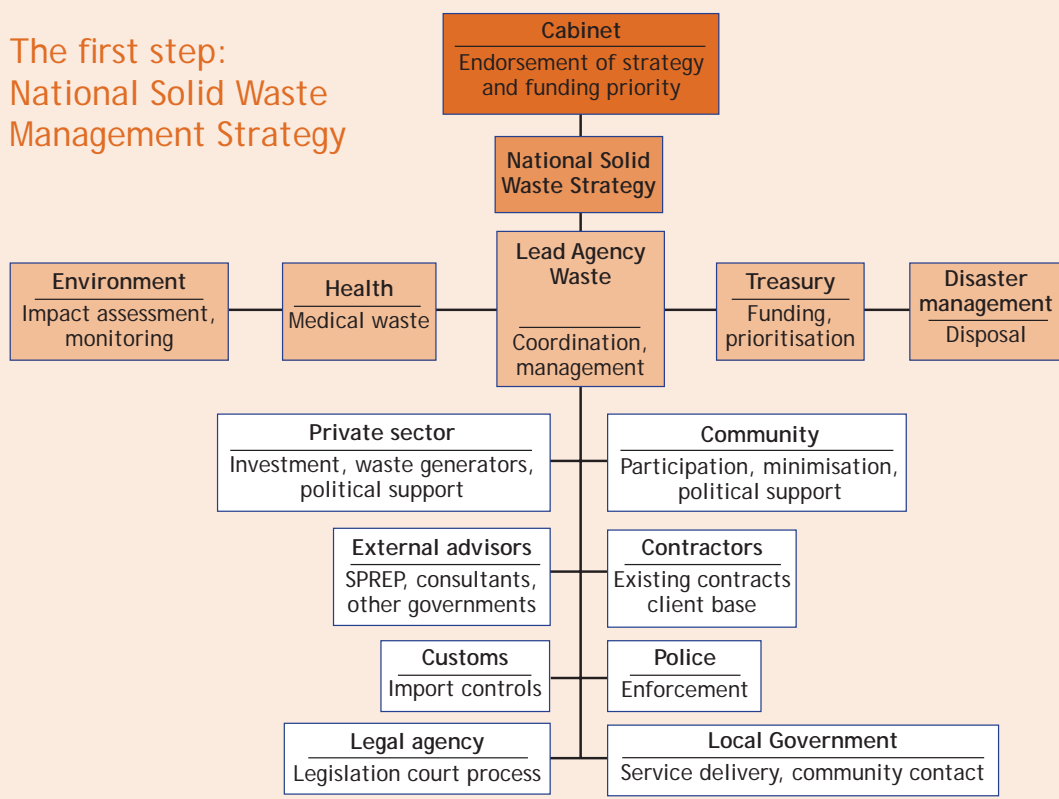 The first step:
National Solid Waste
Management Strategy
Cabinet
Endorsement of strategy
and funding priority
National Solid
Waste Strategy
Lead Agency
Waste
Coordination,
management
Environment
Impact assessment,
monitoring
Health
Medical waste
Treasury
Funding,
prioritisation
Disaster
management
Disposal
Private sector
Investment, waste generators,
political support
Community
Participation, minimisation,
political support
External advisors
SPREP, consultants,
other governments
Contractors
Existing contracts
client base
Customs
Import controls
Police
Enforcement
Legal agency
Legislation court process
Local Government
Service delivery, community contact